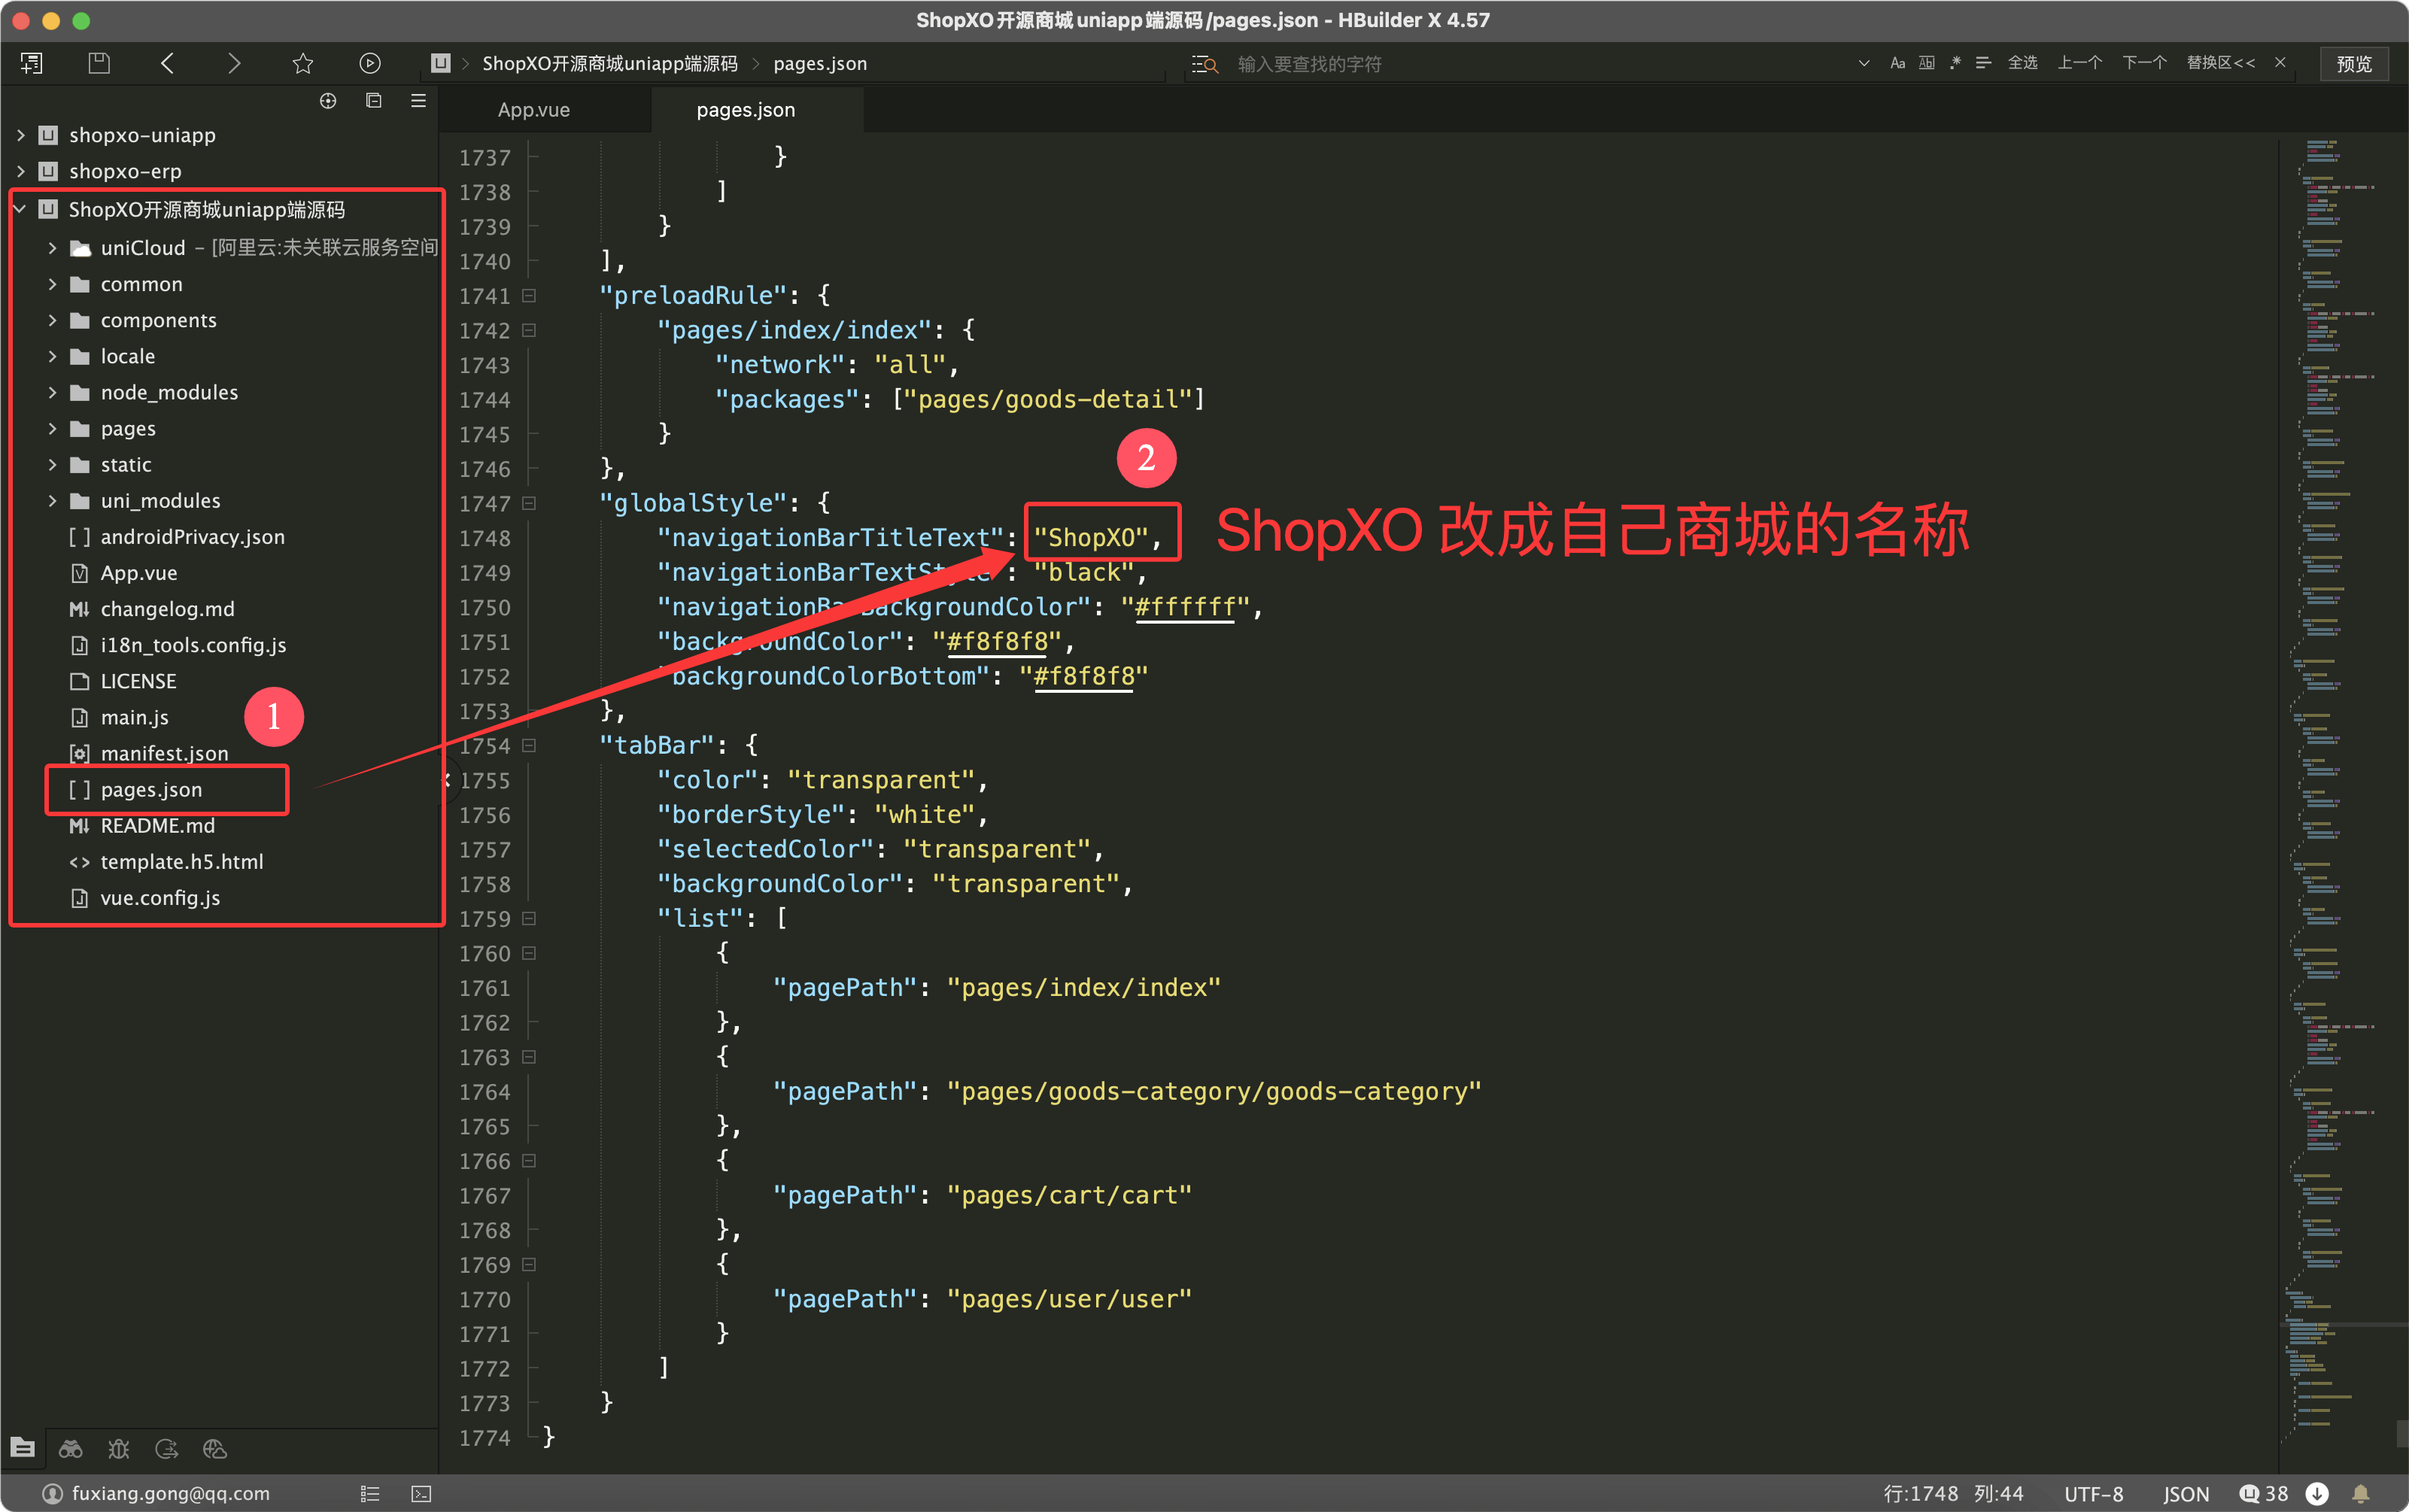 ShopXO开源商城uniapp端源码/pages.json - HBuilder X 4.57
ShopXO开源商城uniapp端源码 pages.json 输入要查找的字符 Aa Ab .* 全选 上一个 下一个 替换区<< × 预览
App.vue pages.json
shopxo-uniapp
shopxo-erp
ShopXO开源商城uniapp端源码
uniCloud - [阿里云:未关联云服务空间
common
components
locale
node_modules
pages
static
uni_modules
androidPrivacy.json
App.vue
changelog.md
i18n_tools.config.js
LICENSE
main.js
manifest.json
pages.json
README.md
template.h5.html
vue.config.js
1
2
ShopXO 改成自己商城的名称
1737 }
1738 ]
1739 }
1740 ],
1741 "preloadRule": {
1742 "pages/index/index": {
1743 "network": "all",
1744 "packages": ["pages/goods-detail"]
1745 }
1746 },
1747 "globalStyle": {
1748 "navigationBarTitleText": "ShopXO",
1749 "navigationBarTextStyle": "black",
1750 "navigationBarBackgroundColor": "#ffffff",
1751 "backgroundColor": "#f8f8f8",
1752 "backgroundColorBottom": "#f8f8f8"
1753 },
1754 "tabBar": {
1755 "color": "transparent",
1756 "borderStyle": "white",
1757 "selectedColor": "transparent",
1758 "backgroundColor": "transparent",
1759 "list": [
1760 {
1761 "pagePath": "pages/index/index"
1762 },
1763 {
1764 "pagePath": "pages/goods-category/goods-category"
1765 },
1766 {
1767 "pagePath": "pages/cart/cart"
1768 },
1769 {
1770 "pagePath": "pages/user/user"
1771 }
1772 ]
1773 }
1774 }
fuxiang.gong@qq.com 行:1748 列:44 UTF-8 JSON 38